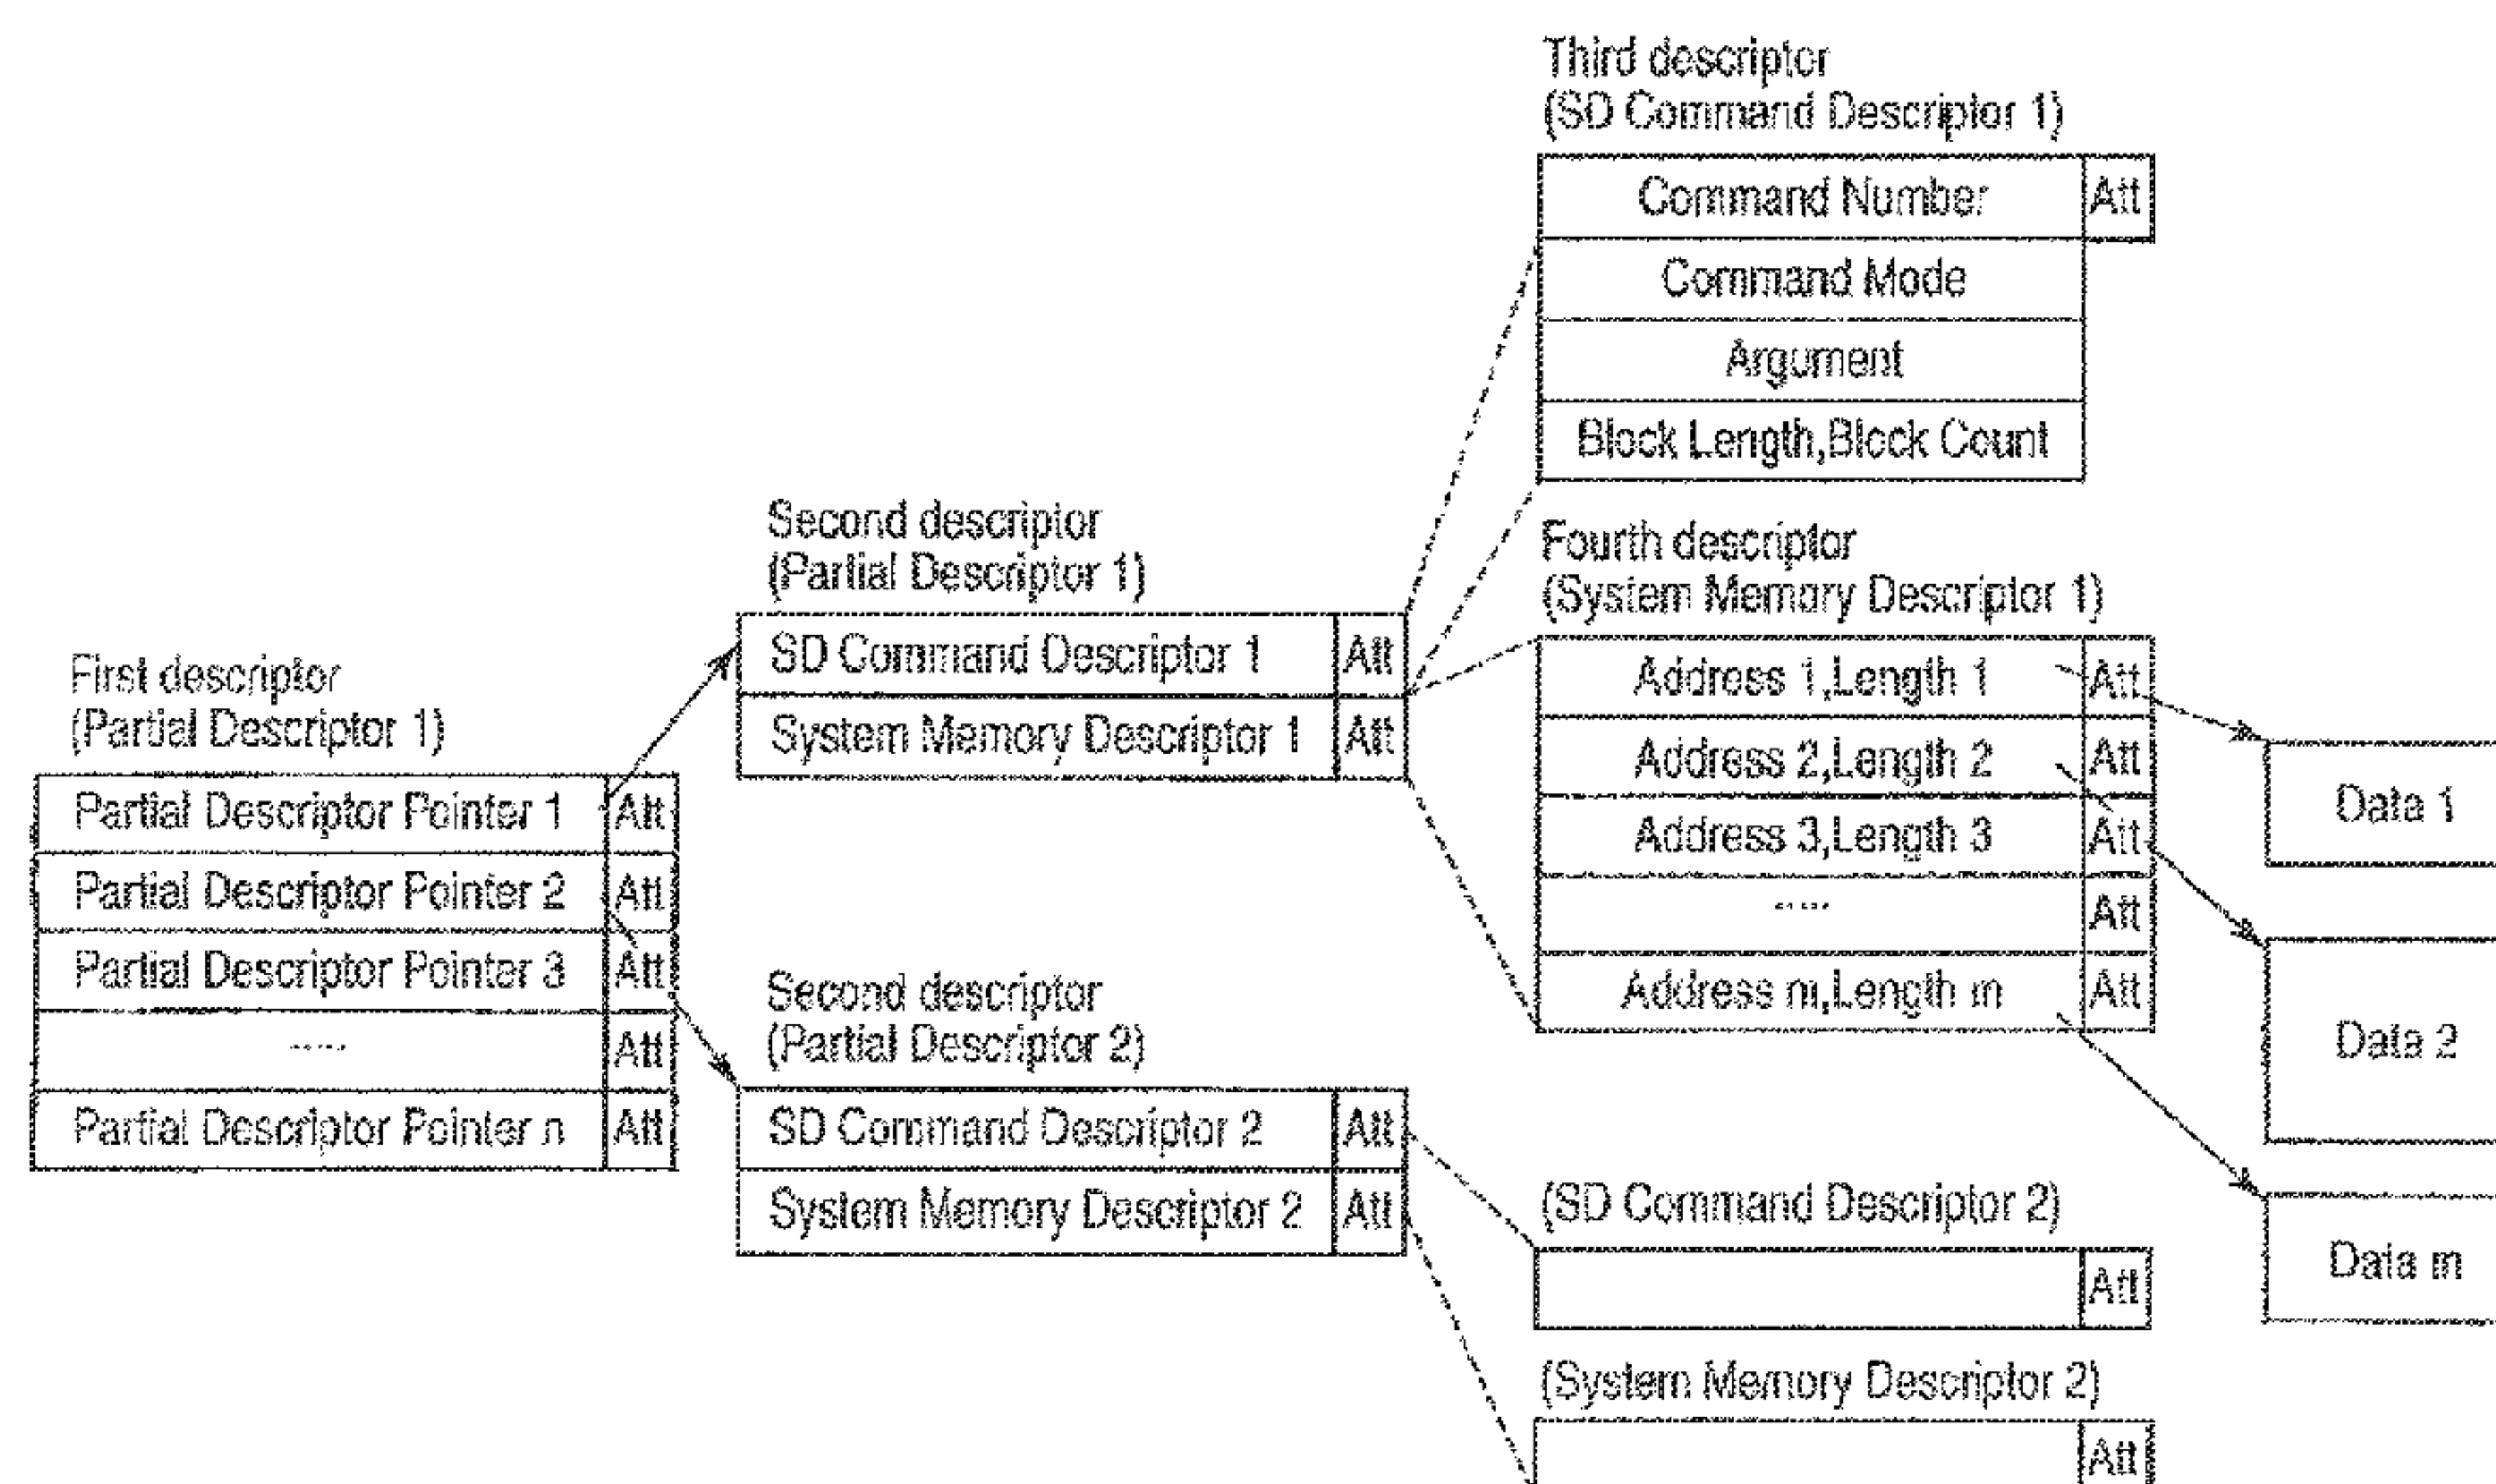 First descriptor
(Partial Descriptor 1)
Partial Descriptor Pointer 1 Att
Partial Descriptor Pointer 2 Att
Partial Descriptor Pointer 3 Att
..... Att
Partial Descriptor Pointer n Att
Second descriptor
(Partial Descriptor 1)
SD Command Descriptor 1 Att
System Memory Descriptor 1 Att
Second descriptor
(Partial Descriptor 2)
SD Command Descriptor 2 Att
System Memory Descriptor 2 Att
Third descriptor
(SD Command Descriptor 1)
Command Number Att
Command Mode
Argument
Block Length,Block Count
Fourth descriptor
(System Memory Descriptor 1)
Address 1,Length 1 Att
Address 2,Length 2 Att
Address 3,Length 3 Att
..... Att
Address m,Length m Att
(SD Command Descriptor 2)
Att
(System Memory Descriptor 2)
Att
Data 1
Data 2
Data m